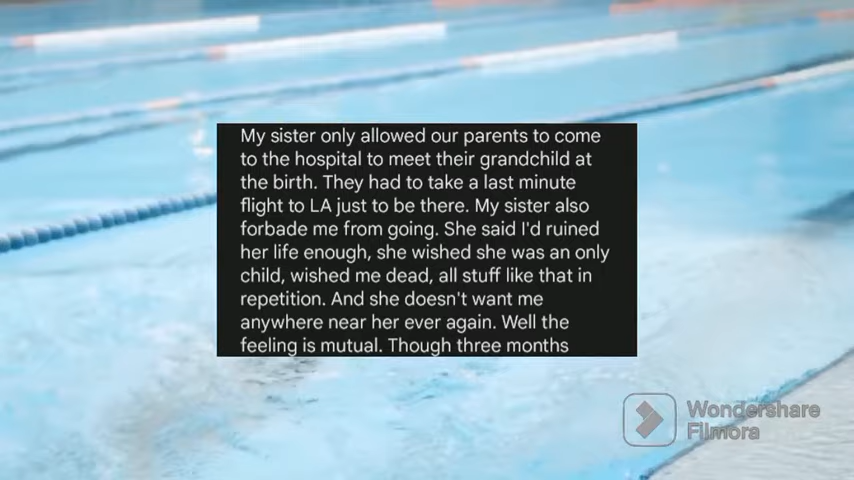 My sister only allowed our parents to come
to the hospital to meet their grandchild at
the birth. They had to take a last minute
flight to LA just to be there. My sister also
forbade me from going. She said I'd ruined
her life enough, she wished she was an only
child, wished me dead, all stuff like that in
repetition. And she doesn't want me
anywhere near her ever again. Well the
feeling is mutual. Though three months
Wondershare
Filmora